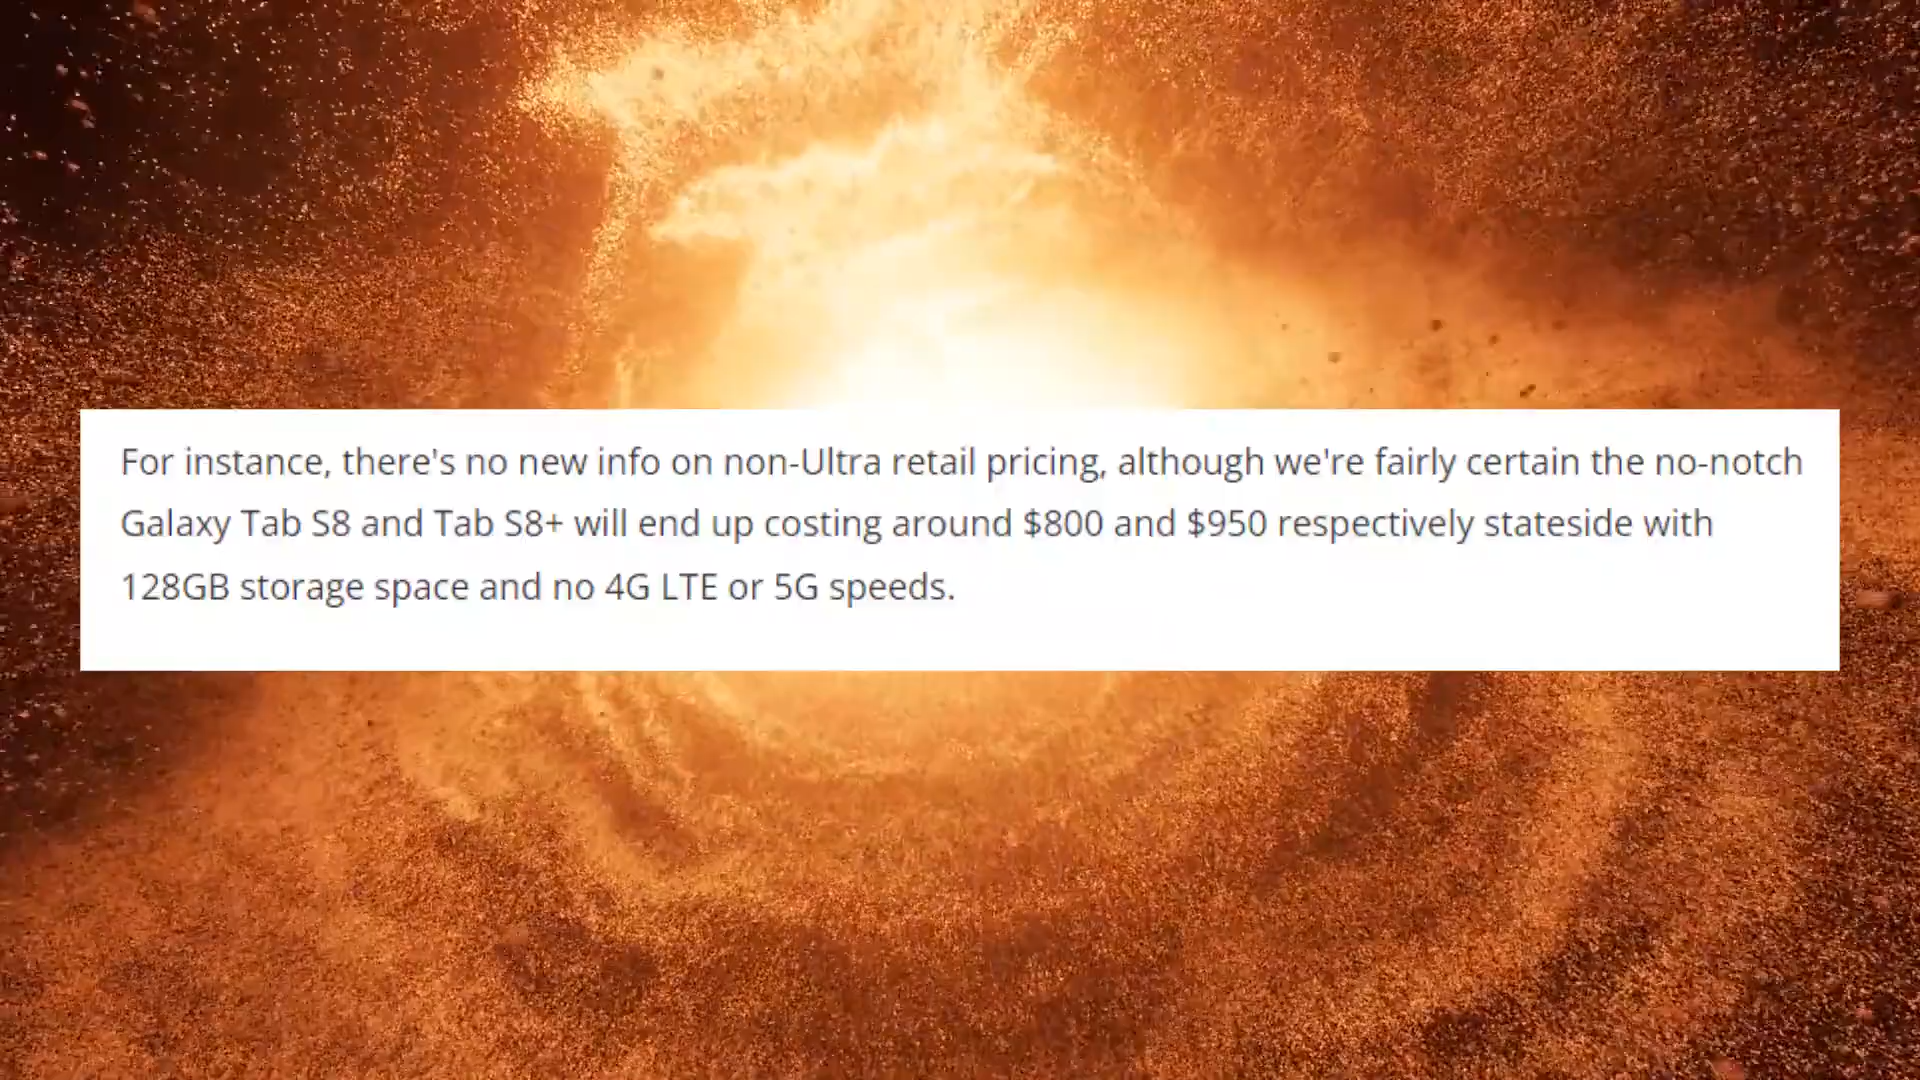 For instance, there's no new info on non-Ultra retail pricing, although we're fairly certain the no-notch
Galaxy Tab S8 and Tab S8+ will end up costing around $800 and $950 respectively stateside with
128GB storage space and no 4G LTE or 5G speeds.